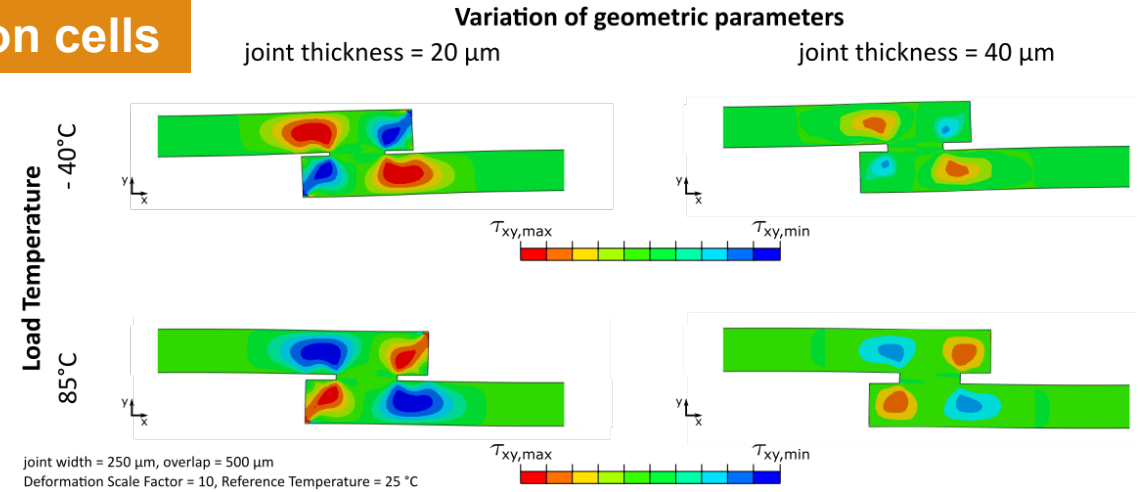 on cells
Variation of geometric parameters
joint thickness = 20 µm
joint thickness = 40 µm
Load Temperature
- 40°C
y
x
y
x
τxy,max
τxy,min
85°C
y
x
y
x
τxy,max
τxy,min
joint width = 250 µm, overlap = 500 µm
Deformation Scale Factor = 10, Reference Temperature = 25 °C